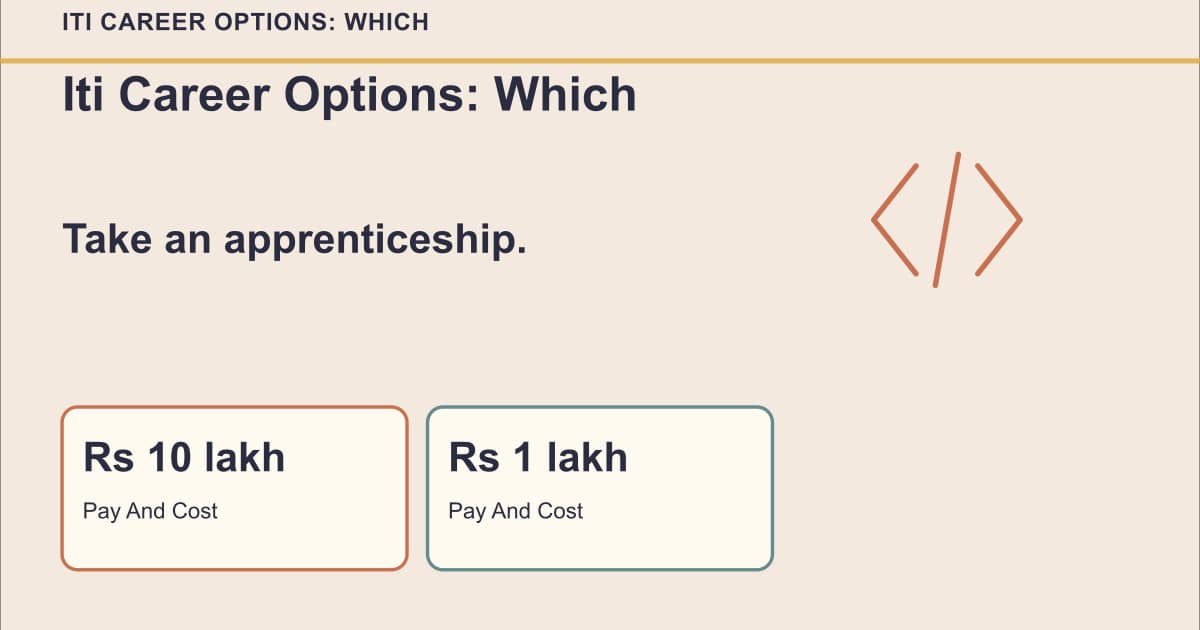 ITI CAREER OPTIONS: WHICH
Iti Career Options: Which
Take an apprenticeship.
Rs 10 lakh
Pay And Cost
Rs 1 lakh
Pay And Cost